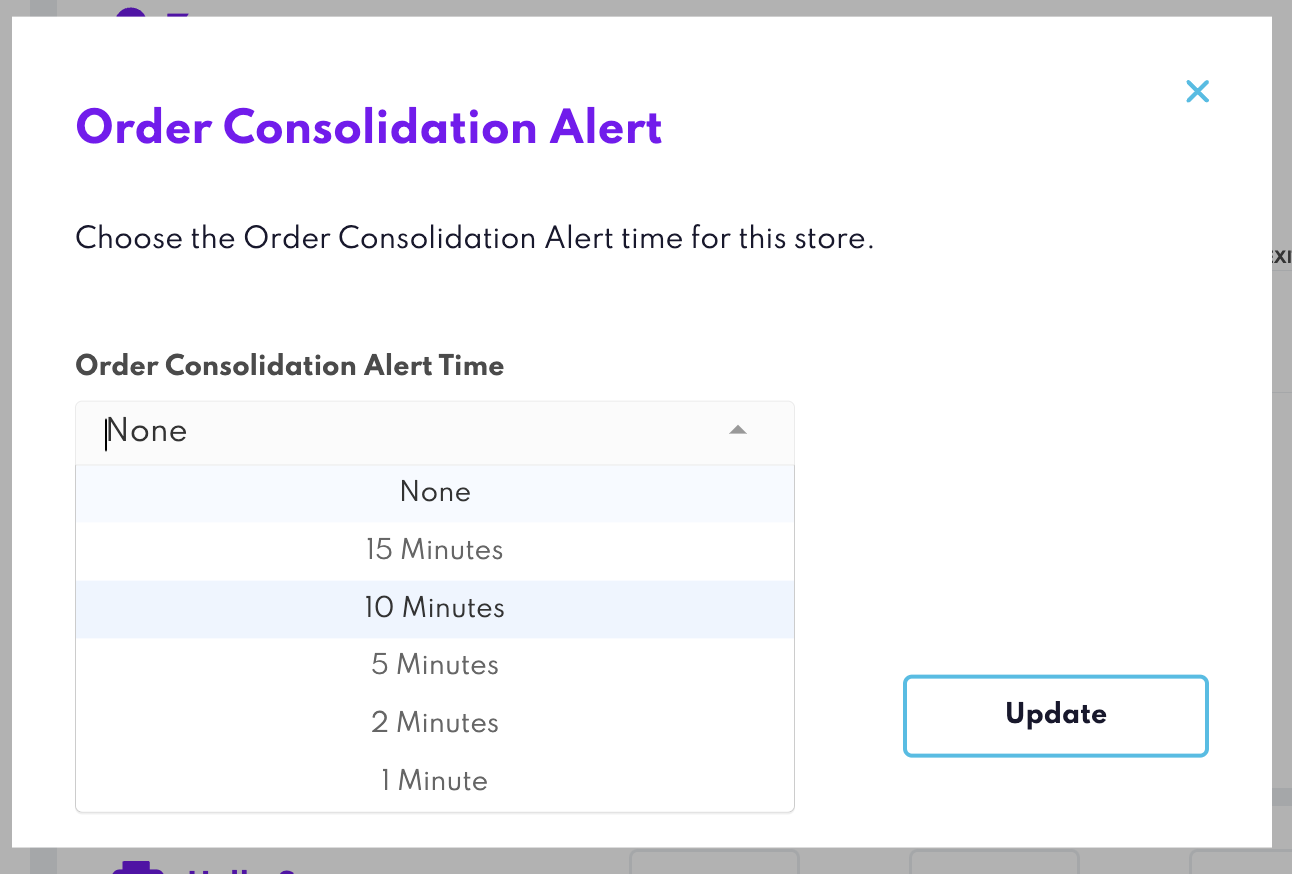 Order Consolidation Alert
Choose the Order Consolidation Alert time for this store.
Order Consolidation Alert Time
None
None
15 Minutes
10 Minutes
5 Minutes
2 Minutes
1 Minute
Update